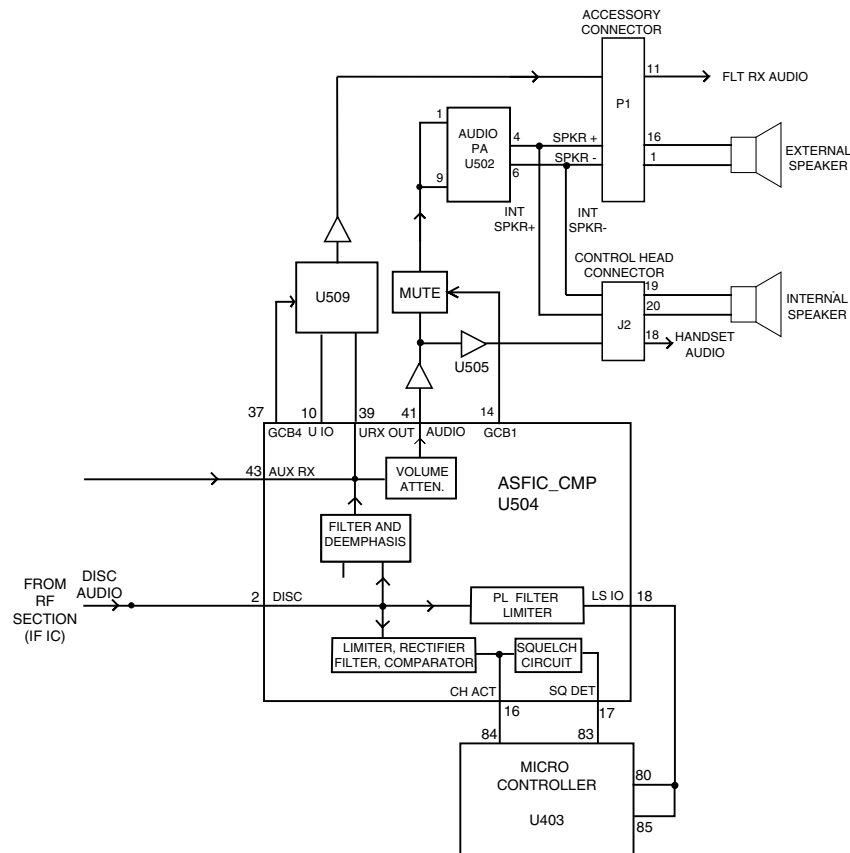 ACCESSORY
CONNECTOR
11
FLT RX AUDIO
P1
1
AUDIO
PA
U502
4
SPKR +
16
EXTERNAL
SPEAKER
9
6
SPKR -
1
INT
SPKR+
INT
SPKR-
CONTROL HEAD
CONNECTOR
U509
MUTE
19
20
INTERNAL
SPEAKER
J2
18
HANDSET
AUDIO
U505
37
10
39
41
14
GCB4
U IO
URX OUT
AUDIO
GCB1
43
AUX RX
VOLUME
ATTEN.
ASFIC_CMP
U504
FILTER AND
DEEMPHASIS
FROM
RF
SECTION
(IF IC)
DISC
AUDIO
2
DISC
PL FILTER
LIMITER
LS IO
18
LIMITER, RECTIFIER
FILTER, COMPARATOR
SQUELCH
CIRCUIT
CH ACT
SQ DET
16
17
84
83
MICRO
CONTROLLER
80
U403
85